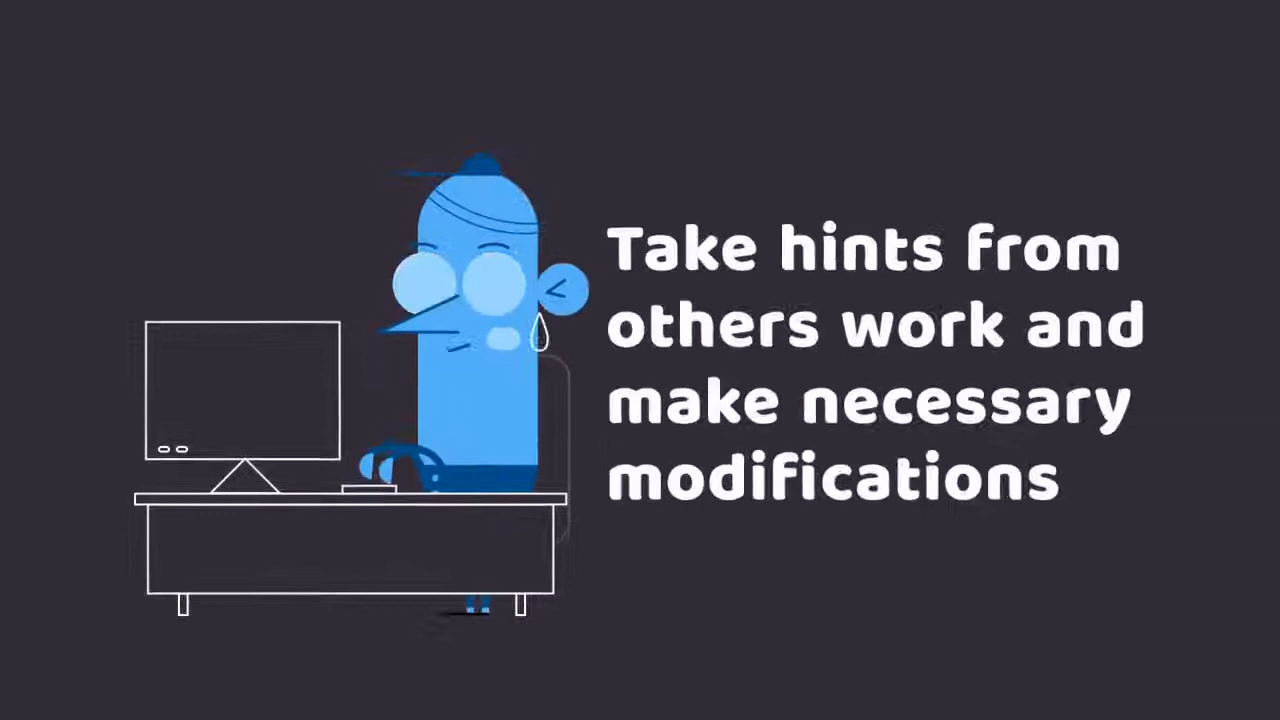 Take hints from
others work and
make necessary
modifications